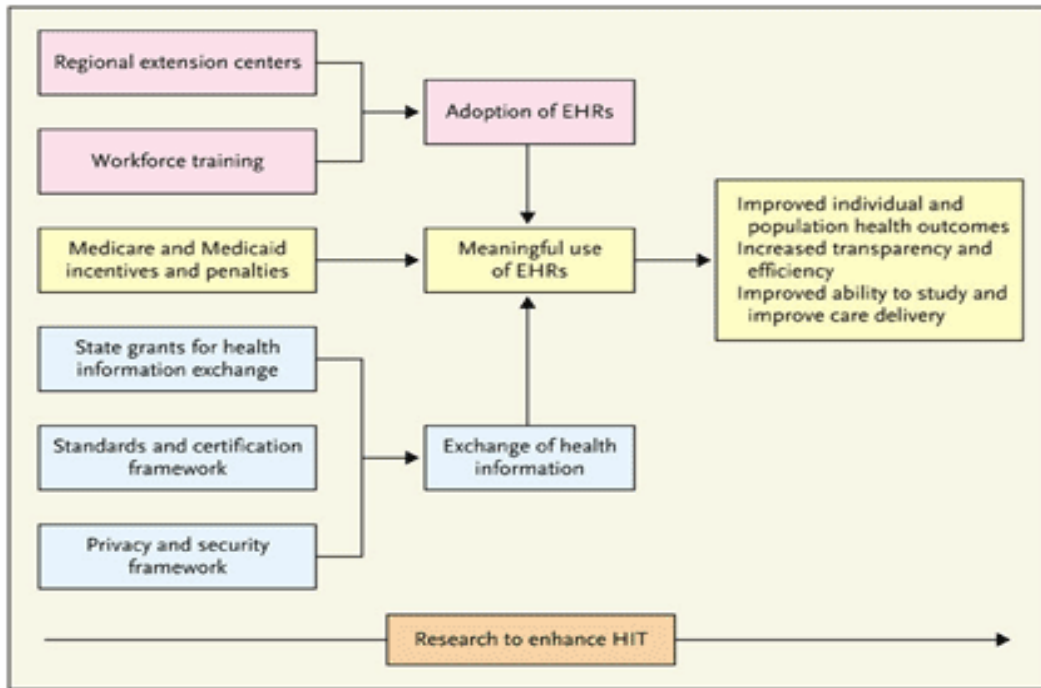 Regional extension centers
Workforce training
Adoption of EHRs
Medicare and Medicaid
incentives and penalties
Meaningful use
of EHRs
Improved individual and
population health outcomes
Increased transparency and
efficiency
Improved ability to study and
improve care delivery
State grants for health
information exchange
Standards and certification
framework
Privacy and security
framework
Exchange of health
information
Research to enhance HIT